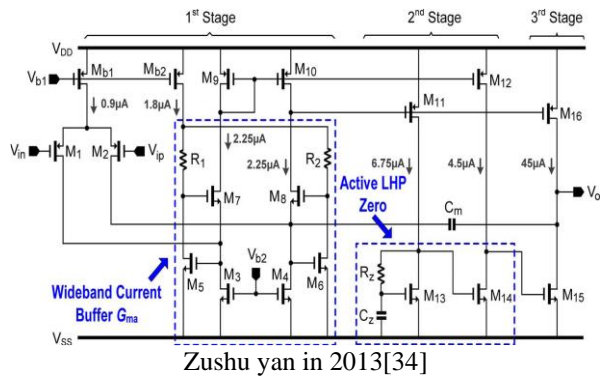 1st Stage
2nd Stage
3rd Stage
VDD
Vb1
Mb1
Mb2
M9
M10
M12
M11
M16
0.9μA
1.8μA
2.25μA
2.25μA
6.75μA
4.5μA
45μA
Vin
M1
M2
Vip
R1
R2
M7
M8
Active LHP
Zero
Cm
Vo
Wideband Current
Buffer Gma
M5
M3
Vb2
M4
M6
Rz
Cz
M13
M14
M15
VSS
Zushu yan in 2013[34]